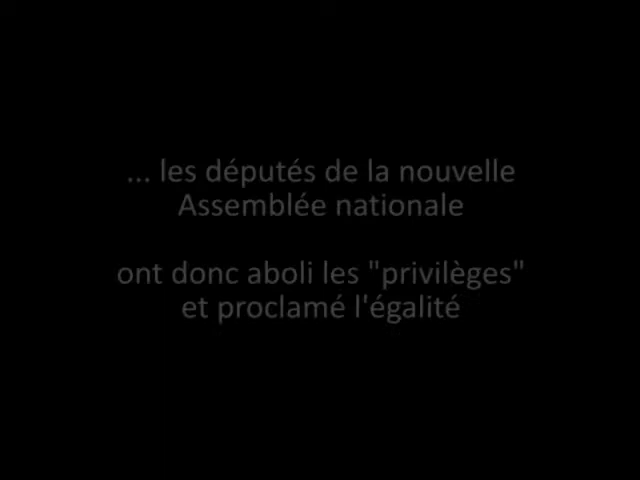 ... les députés de la nouvelle
Assemblée nationale
ont donc aboli les "privilèges"
et proclamé l'égalité